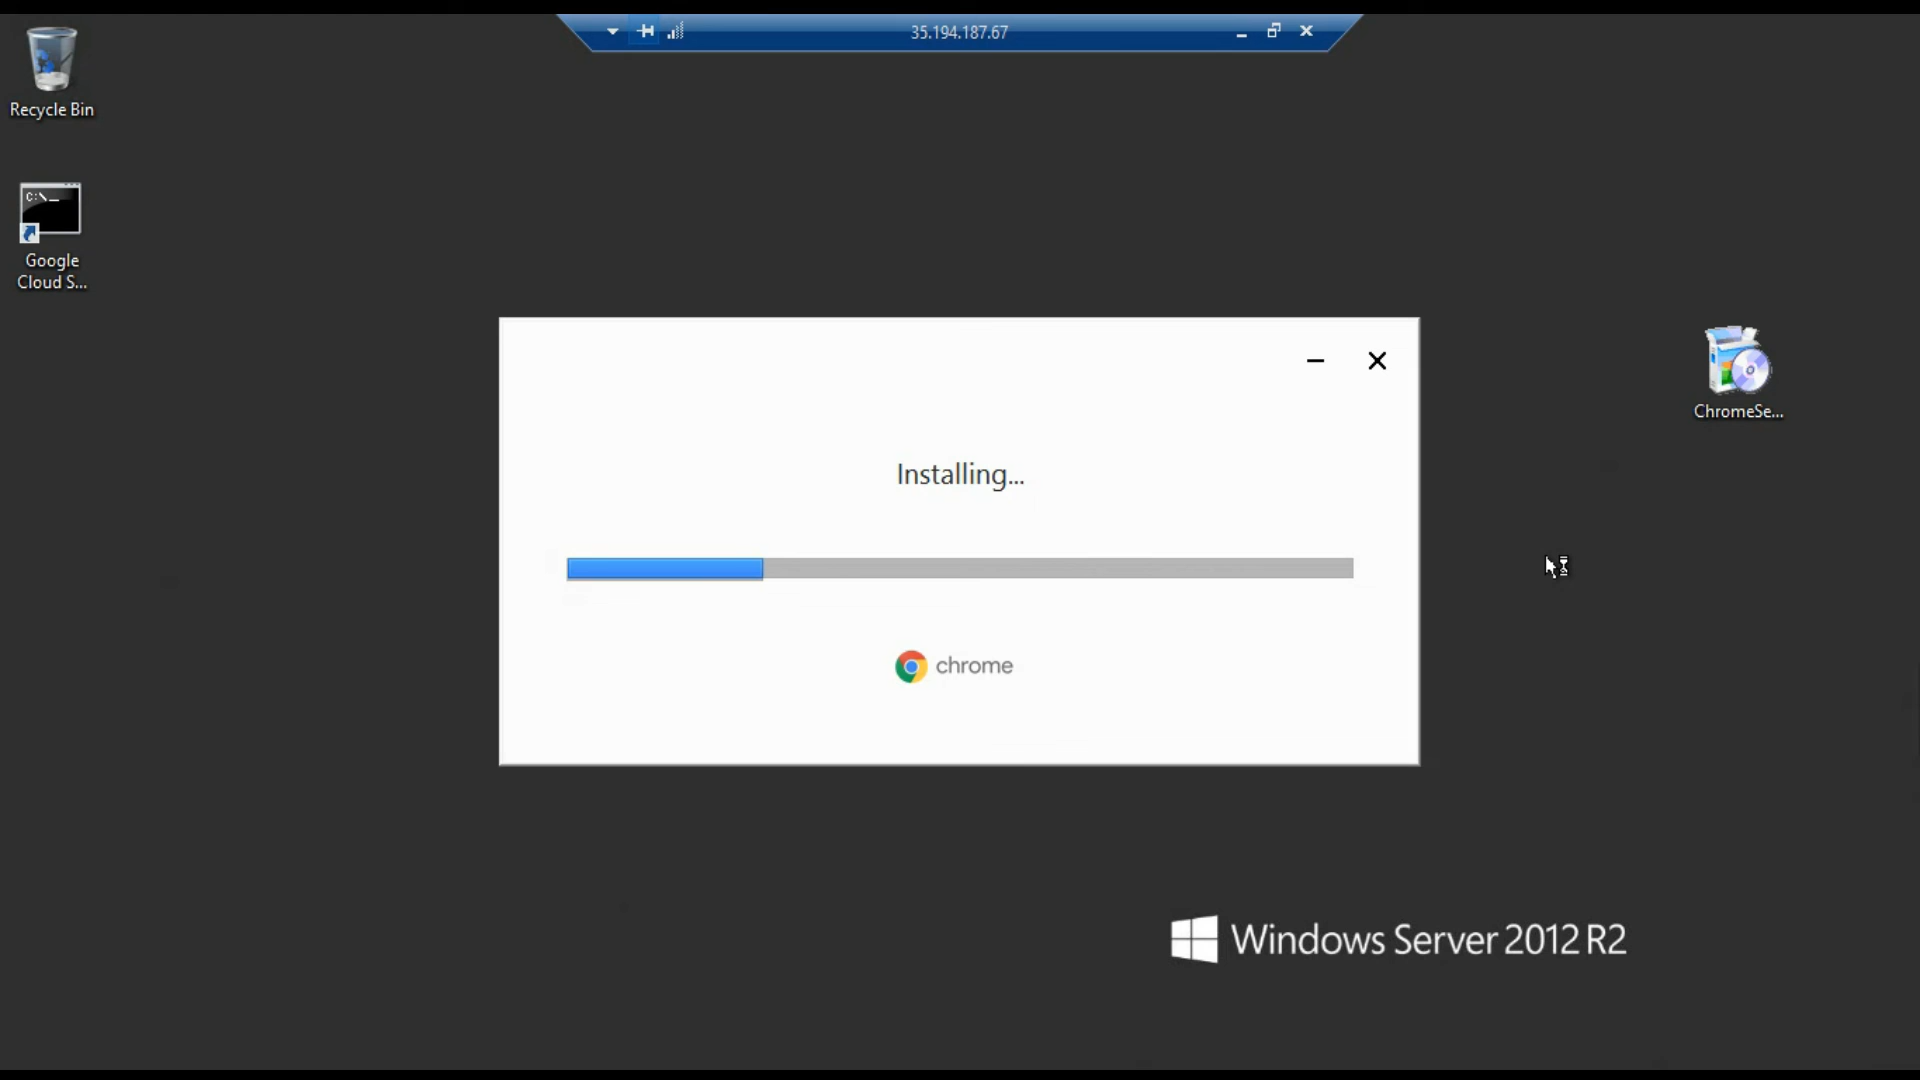 35.194.187.67
Recycle Bin
C:\_
Google
Cloud S...
ChromeSe...
Installing...
chrome
Windows Server 2012 R2